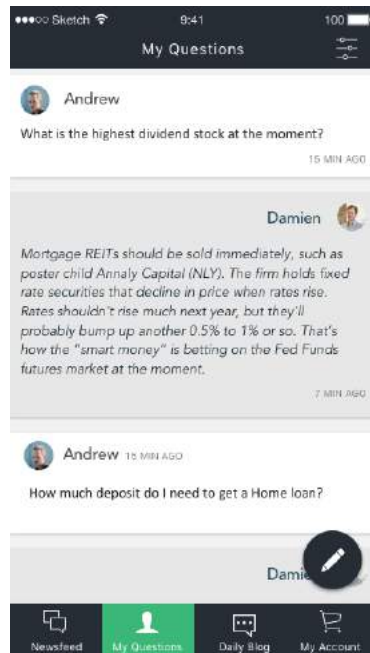 Sketch 9:41 100
My Questions
Andrew
What is the highest dividend stock at the moment?
15 MIN AGO
Damien
Mortgage REITs should be sold immediately, such as
poster child Annaly Capital (NLY). The firm holds fixed
rate securities that decline in price when rates rise.
Rates shouldn't rise much next year, but they'll
probably bump up another 0.5% to 1% or so. That's
how the "smart money" is betting on the Fed Funds
futures market at the moment.
7 MIN AGO
Andrew 15 MIN AGO
How much deposit do I need to get a Home loan?
Damie
Newsfeed My Questions Daily Blog My Account